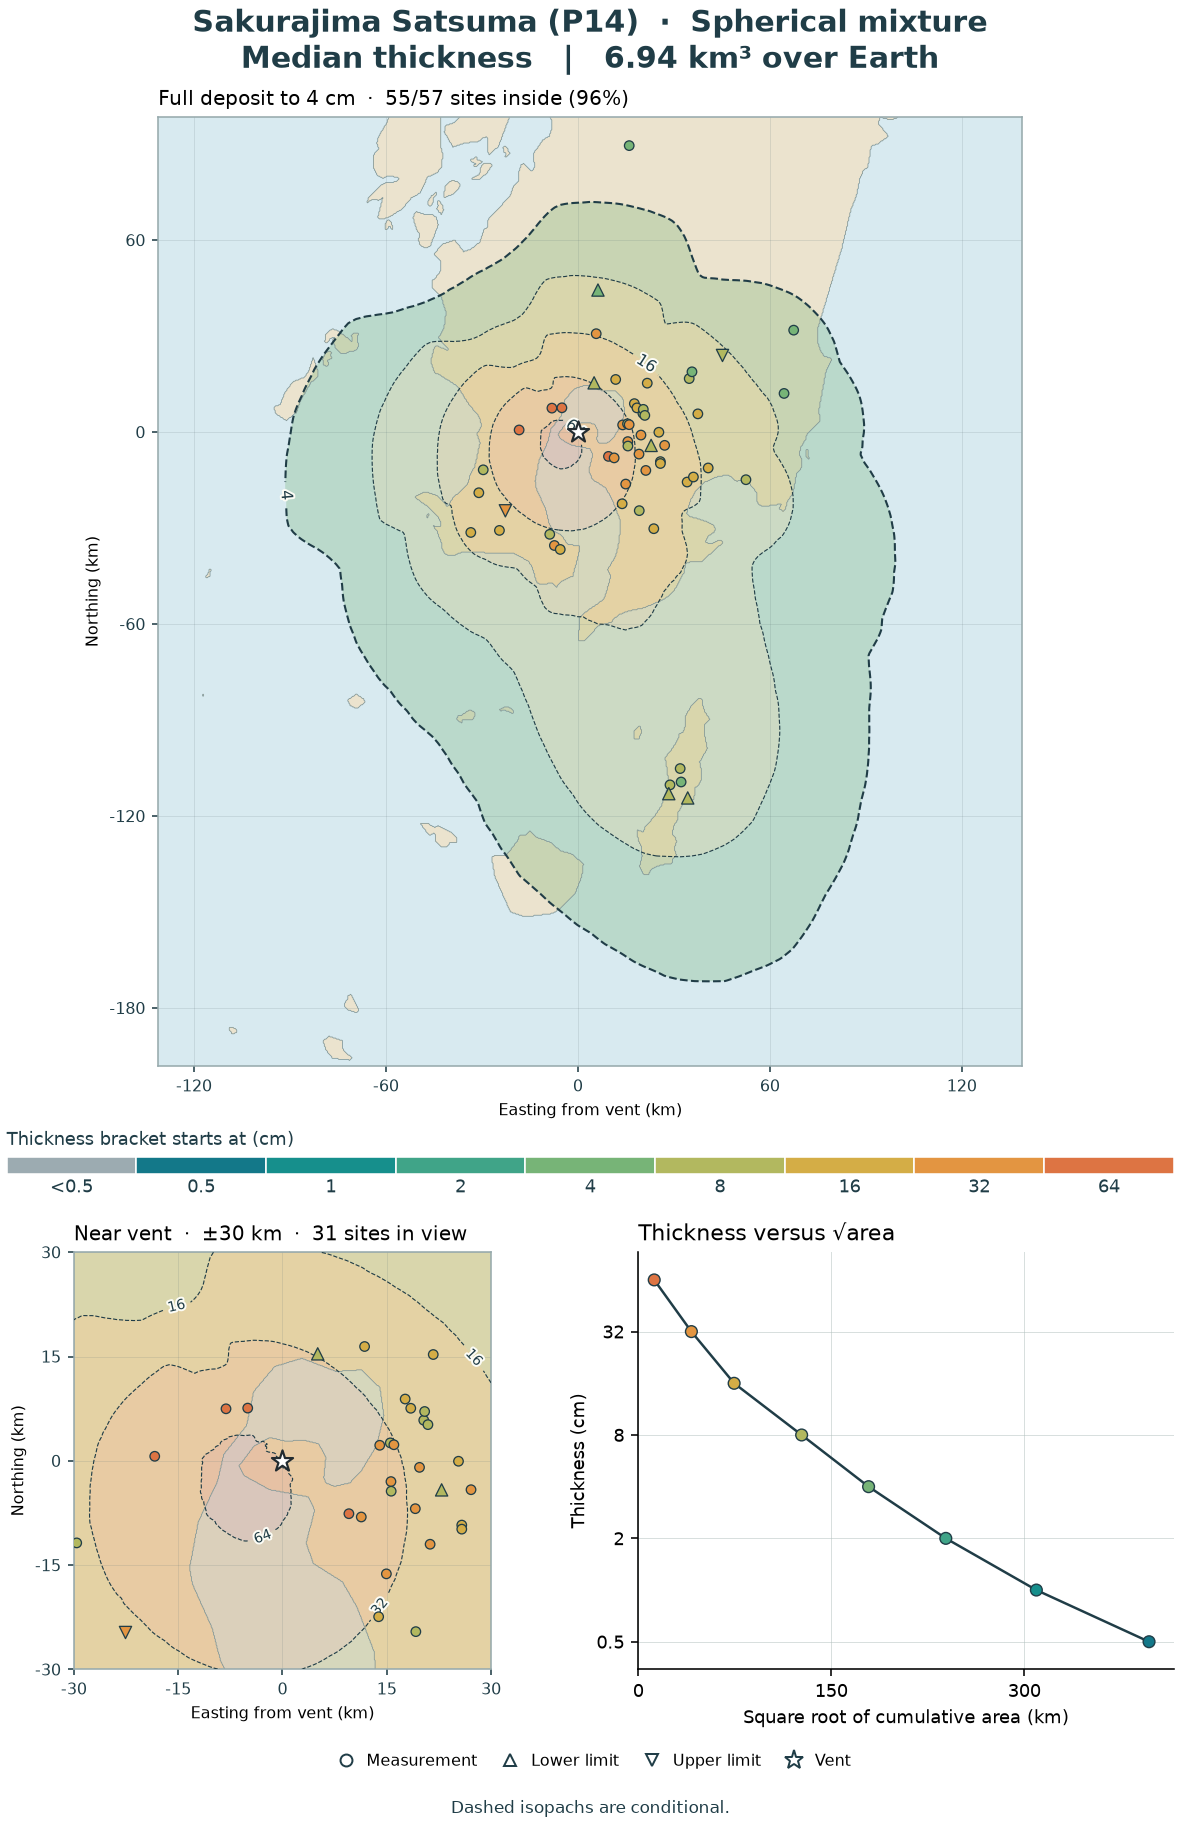 Sakurajima Satsuma (P14)  ·  Spherical mixture
Median thickness   |   6.94 km³ over Earth
Full deposit to 4 cm  ·  55/57 sites inside (96%)
60
0
-60
-120
-180
Northing (km)
16
4
-120
-60
0
60
120
Easting from vent (km)
Thickness bracket starts at (cm)
<0.5
0.5
1
2
4
8
16
32
64
Near vent  ·  ±30 km  ·  31 sites in view
30
15
0
-15
-30
Northing (km)
16
16
64
32
-30
-15
0
15
30
Easting from vent (km)
Thickness versus √area
32
8
2
0.5
Thickness (cm)
0
150
300
Square root of cumulative area (km)
Measurement
Lower limit
Upper limit
Vent
Dashed isopachs are conditional.